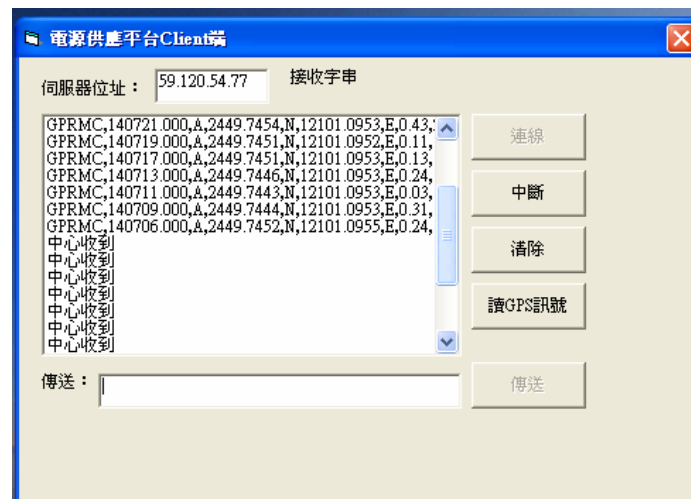 電源供應平台Client端
伺服器位址： 59.120.54.77 接收字串
GPRMC,140721.000,A,2449.7454,N,12101.0953,E,0.43,
GPRMC,140719.000,A,2449.7451,N,12101.0952,E,0.11,
GPRMC,140717.000,A,2449.7451,N,12101.0953,E,0.13,
GPRMC,140713.000,A,2449.7446,N,12101.0953,E,0.24,
GPRMC,140711.000,A,2449.7443,N,12101.0953,E,0.03,
GPRMC,140709.000,A,2449.7444,N,12101.0953,E,0.31,
GPRMC,140706.000,A,2449.7452,N,12101.0955,E,0.24,
中心收到
中心收到
中心收到
中心收到
中心收到
中心收到
中心收到
連線
中斷
清除
讀GPS訊號
傳送：
傳送